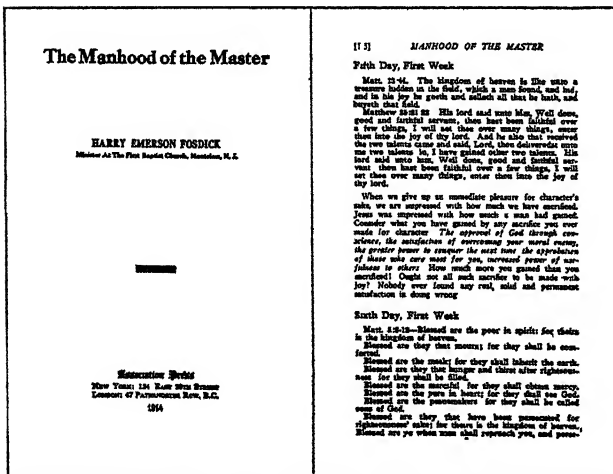 The Manhood of the Master
HARRY EMERSON FOSDICK
Minister At The First Baptist Church, Montclair, N. J.
Association Press
NEW YORK: 124 EAST 28TH STREET
LONDON: 47 PATERNOSTER ROW, E.C.
1914
[I 5] MANHOOD OF THE MASTER
Fifth Day, First Week
Matt. 13 44. The kingdom of heaven is like unto a
treasure hidden in the field, which a man found, and hid,
and in his joy he goeth and selleth all that he hath, and
buyeth that field.
Matthew 25:21 23 His lord said unto him, Well done,
good and faithful servant, thou hast been faithful over
a few things, I will set thee over many things, enter
thou into the joy of thy lord. And he also that received
the two talents came and said, Lord, thou deliveredst unto
me two talents lo, I have gained other two talents. His
lord said unto him, Well done, good and faithful ser-
vant thou hast been faithful over a few things, I will
set thee over many things, enter thou into the joy of
thy lord.
When we give up an immediate pleasure for character's
sake, we are impressed with how much we have sacrificed.
Jesus was impressed with how much a man had gained.
Consider what you have gained by any sacrifice you ever
made for character The approval of God through con-
science, the satisfaction of overcoming your moral enemy,
the greater power to conquer the next time the approbation
of those who care most for you, increased power of use-
fulness to others How much more you gained than you
sacrificed! Ought not all such sacrifice to be made with
joy? Nobody ever found any real, solid and permanent
satisfaction in doing wrong
Sixth Day, First Week
Matt. 5:3-12—Blessed are the poor in spirit: for theirs
is the kingdom of heaven.
Blessed are they that mourn; for they shall be com-
forted.
Blessed are the meek; for they shall inherit the earth.
Blessed are they that hunger and thirst after righteous-
ness for they shall be filled.
Blessed are the merciful for they shall obtain mercy.
Blessed are the pure in heart; for they shall see God.
Blessed are the peacemakers for they shall be called
sons of God.
Blessed are they that have been persecuted for
righteousness' sake; for theirs is the kingdom of heaven.
Blessed are ye when men shall reproach you, and perse-